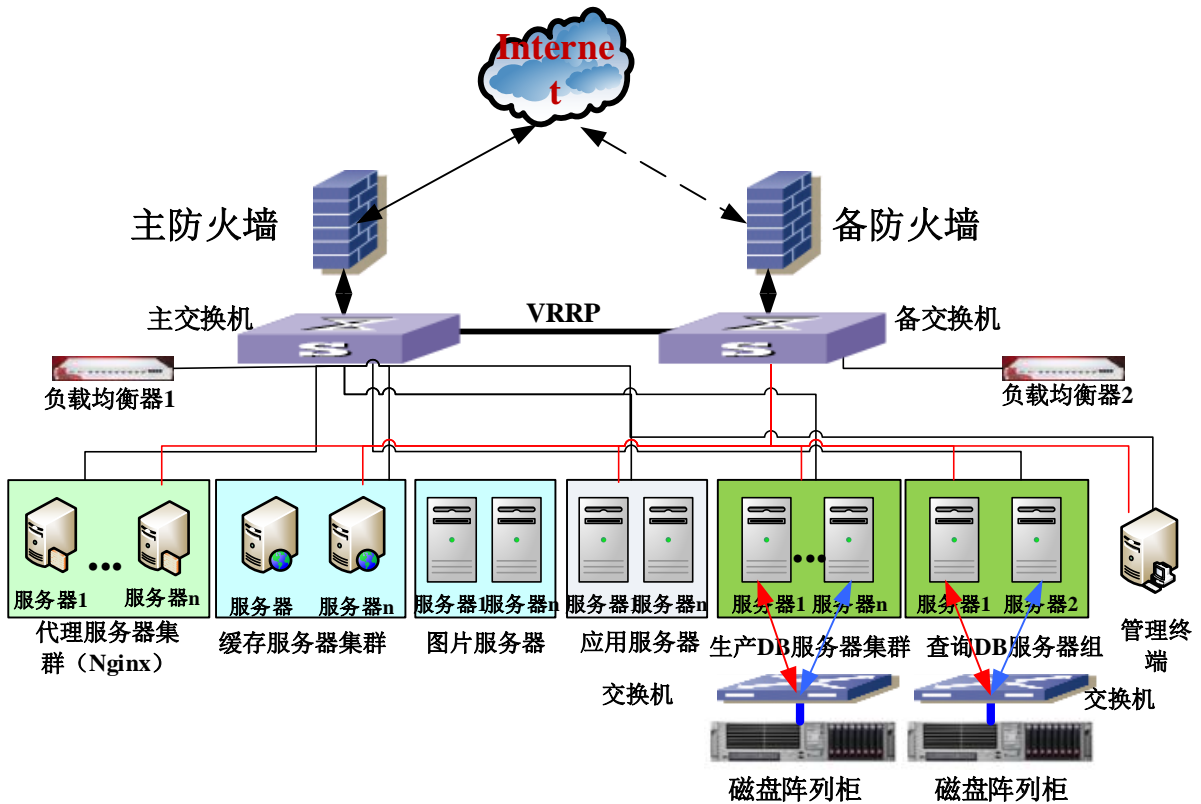 Interne
t
主防火墙
备防火墙
主交换机
VRRP
备交换机
负载均衡器1
负载均衡器2
服务器1
服务器n
服务器
服务器n
服务器1
服务器n
服务器1
服务器n
服务器1
服务器n
服务器1
服务器2
代理服务器集
群（Nginx）
缓存服务器集群
图片服务器
应用服务器
生产DB服务器集群
查询DB服务器组
管理终
端
交换机
交换机
磁盘阵列柜
磁盘阵列柜